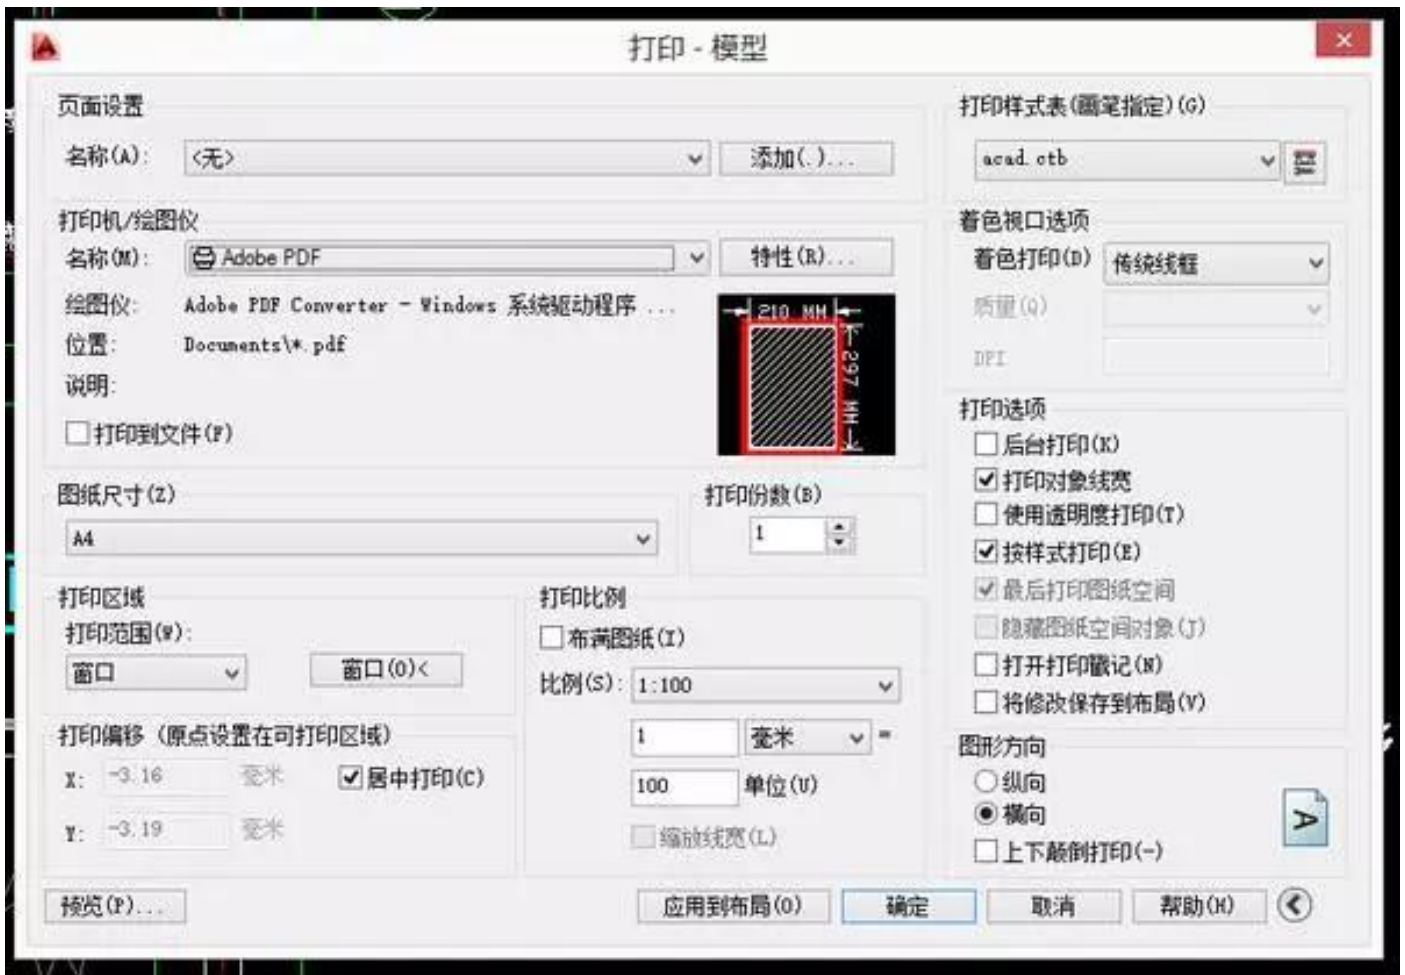 打印 - 模型
页面设置
名称(A):
<无>
添加(.)...
打印机/绘图仪
名称(M):
Adobe PDF
特性(R)...
绘图仪:
Adobe PDF Converter - Windows 系统驱动程序 ...
位置:
Documents\*.pdf
说明:
打印到文件(F)
210 MM
297 MM
图纸尺寸(Z)
A4
打印份数(B)
1
打印区域
打印范围(W):
窗口
窗口(O)<
打印比例
布满图纸(I)
比例(S): 1:100
1 毫米 =
100 单位(U)
缩放线宽(L)
打印偏移 (原点设置在可打印区域)
X: -3.16 毫米
居中打印(C)
Y: -3.19 毫米
打印样式表(画笔指定)(G)
acad.ctb
着色视口选项
着色打印(D) 传统线框
质量(Q)
DPI
打印选项
后台打印(K)
打印对象线宽
使用透明度打印(T)
按样式打印(E)
最后打印图纸空间
隐藏图纸空间对象(J)
打开打印戳记(N)
将修改保存到布局(V)
图形方向
纵向
横向
上下颠倒打印(-)
A
预览(P)...
应用到布局(O)
确定
取消
帮助(H)